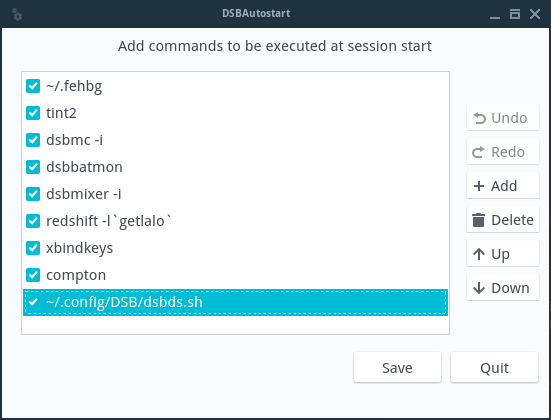 DSBAutostart
Add commands to be executed at session start
~/.fehbg
tint2
dsbmc -i
dsbbatmon
dsbmixer -i
redshift -l`getlalo`
xbindkeys
compton
~/.config/DSB/dsbds.sh
Undo
Redo
Add
Delete
Up
Down
Save
Quit